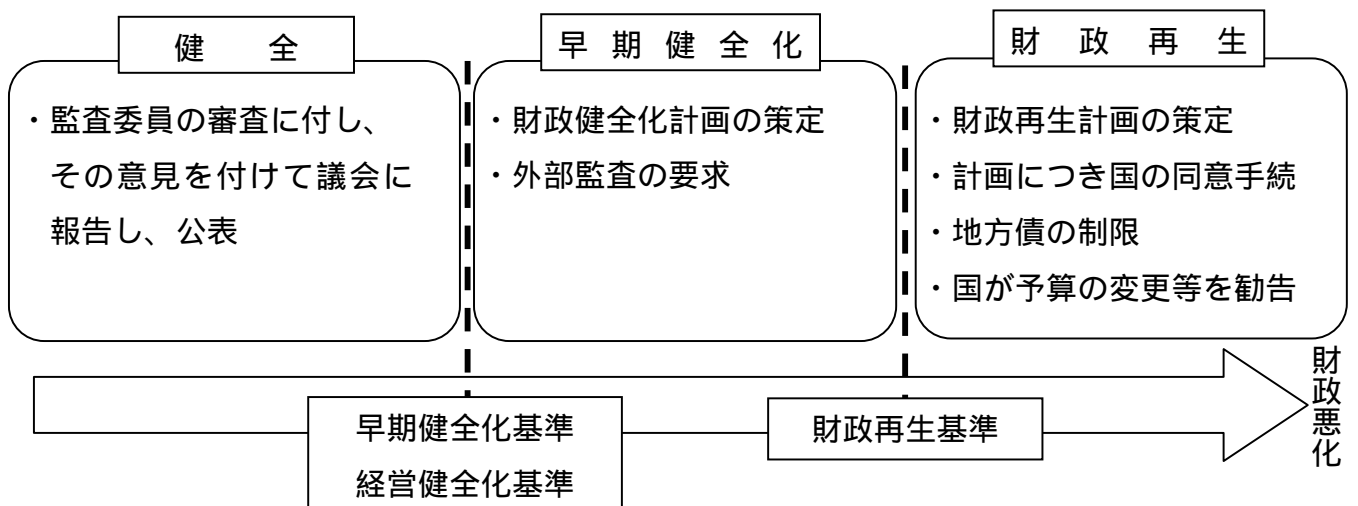 健全
・監査委員の審査に付し、
その意見を付けて議会に
報告し、公表
早期健全化
・財政健全化計画の策定
・外部監査の要求
財政再生
・財政再生計画の策定
・計画につき国の同意手続
・地方債の制限
・国が予算の変更等を勧告
早期健全化基準
経営健全化基準
財政再生基準
財政悪化